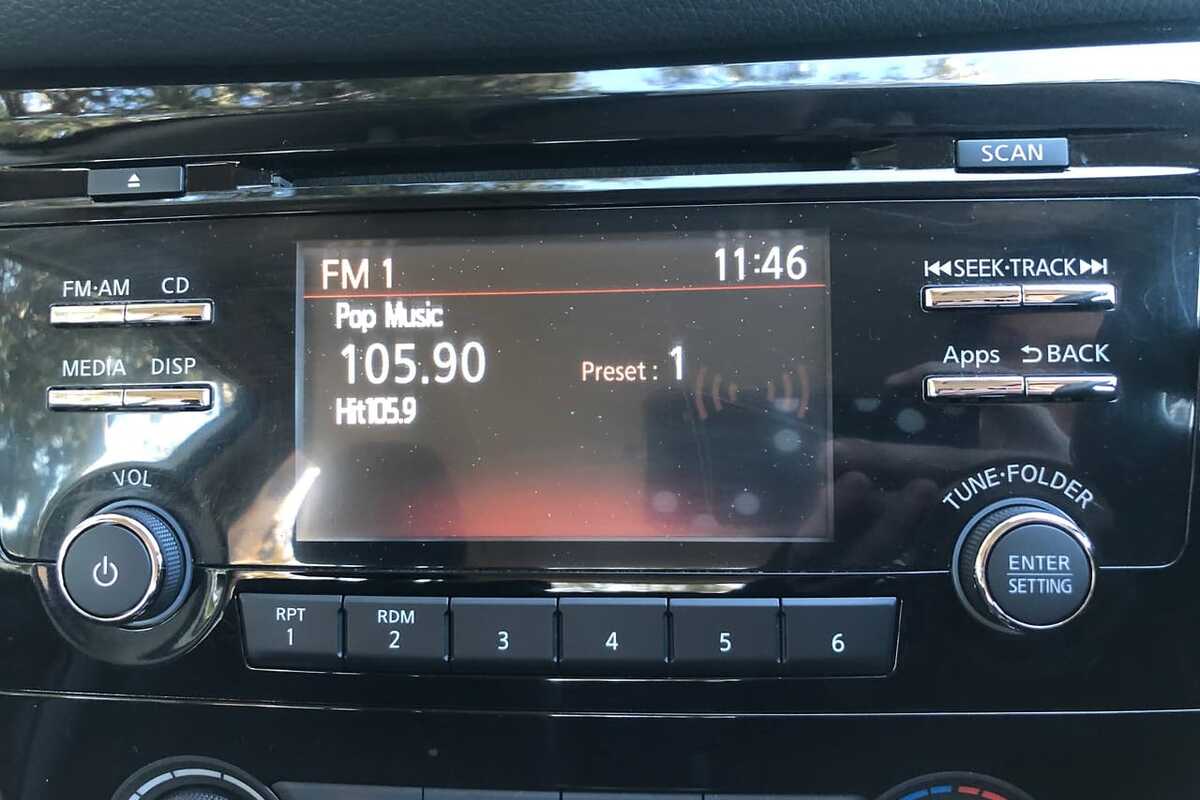 SCAN
FM·AM CD
MEDIA DISP
VOL
FM 1 11:46
Pop Music
105.90 Preset : 1
Hit105.9
SEEK·TRACK
Apps BACK
TUNE·FOLDER
ENTER
SETTING
RPT RDM
1 2 3 4 5 6